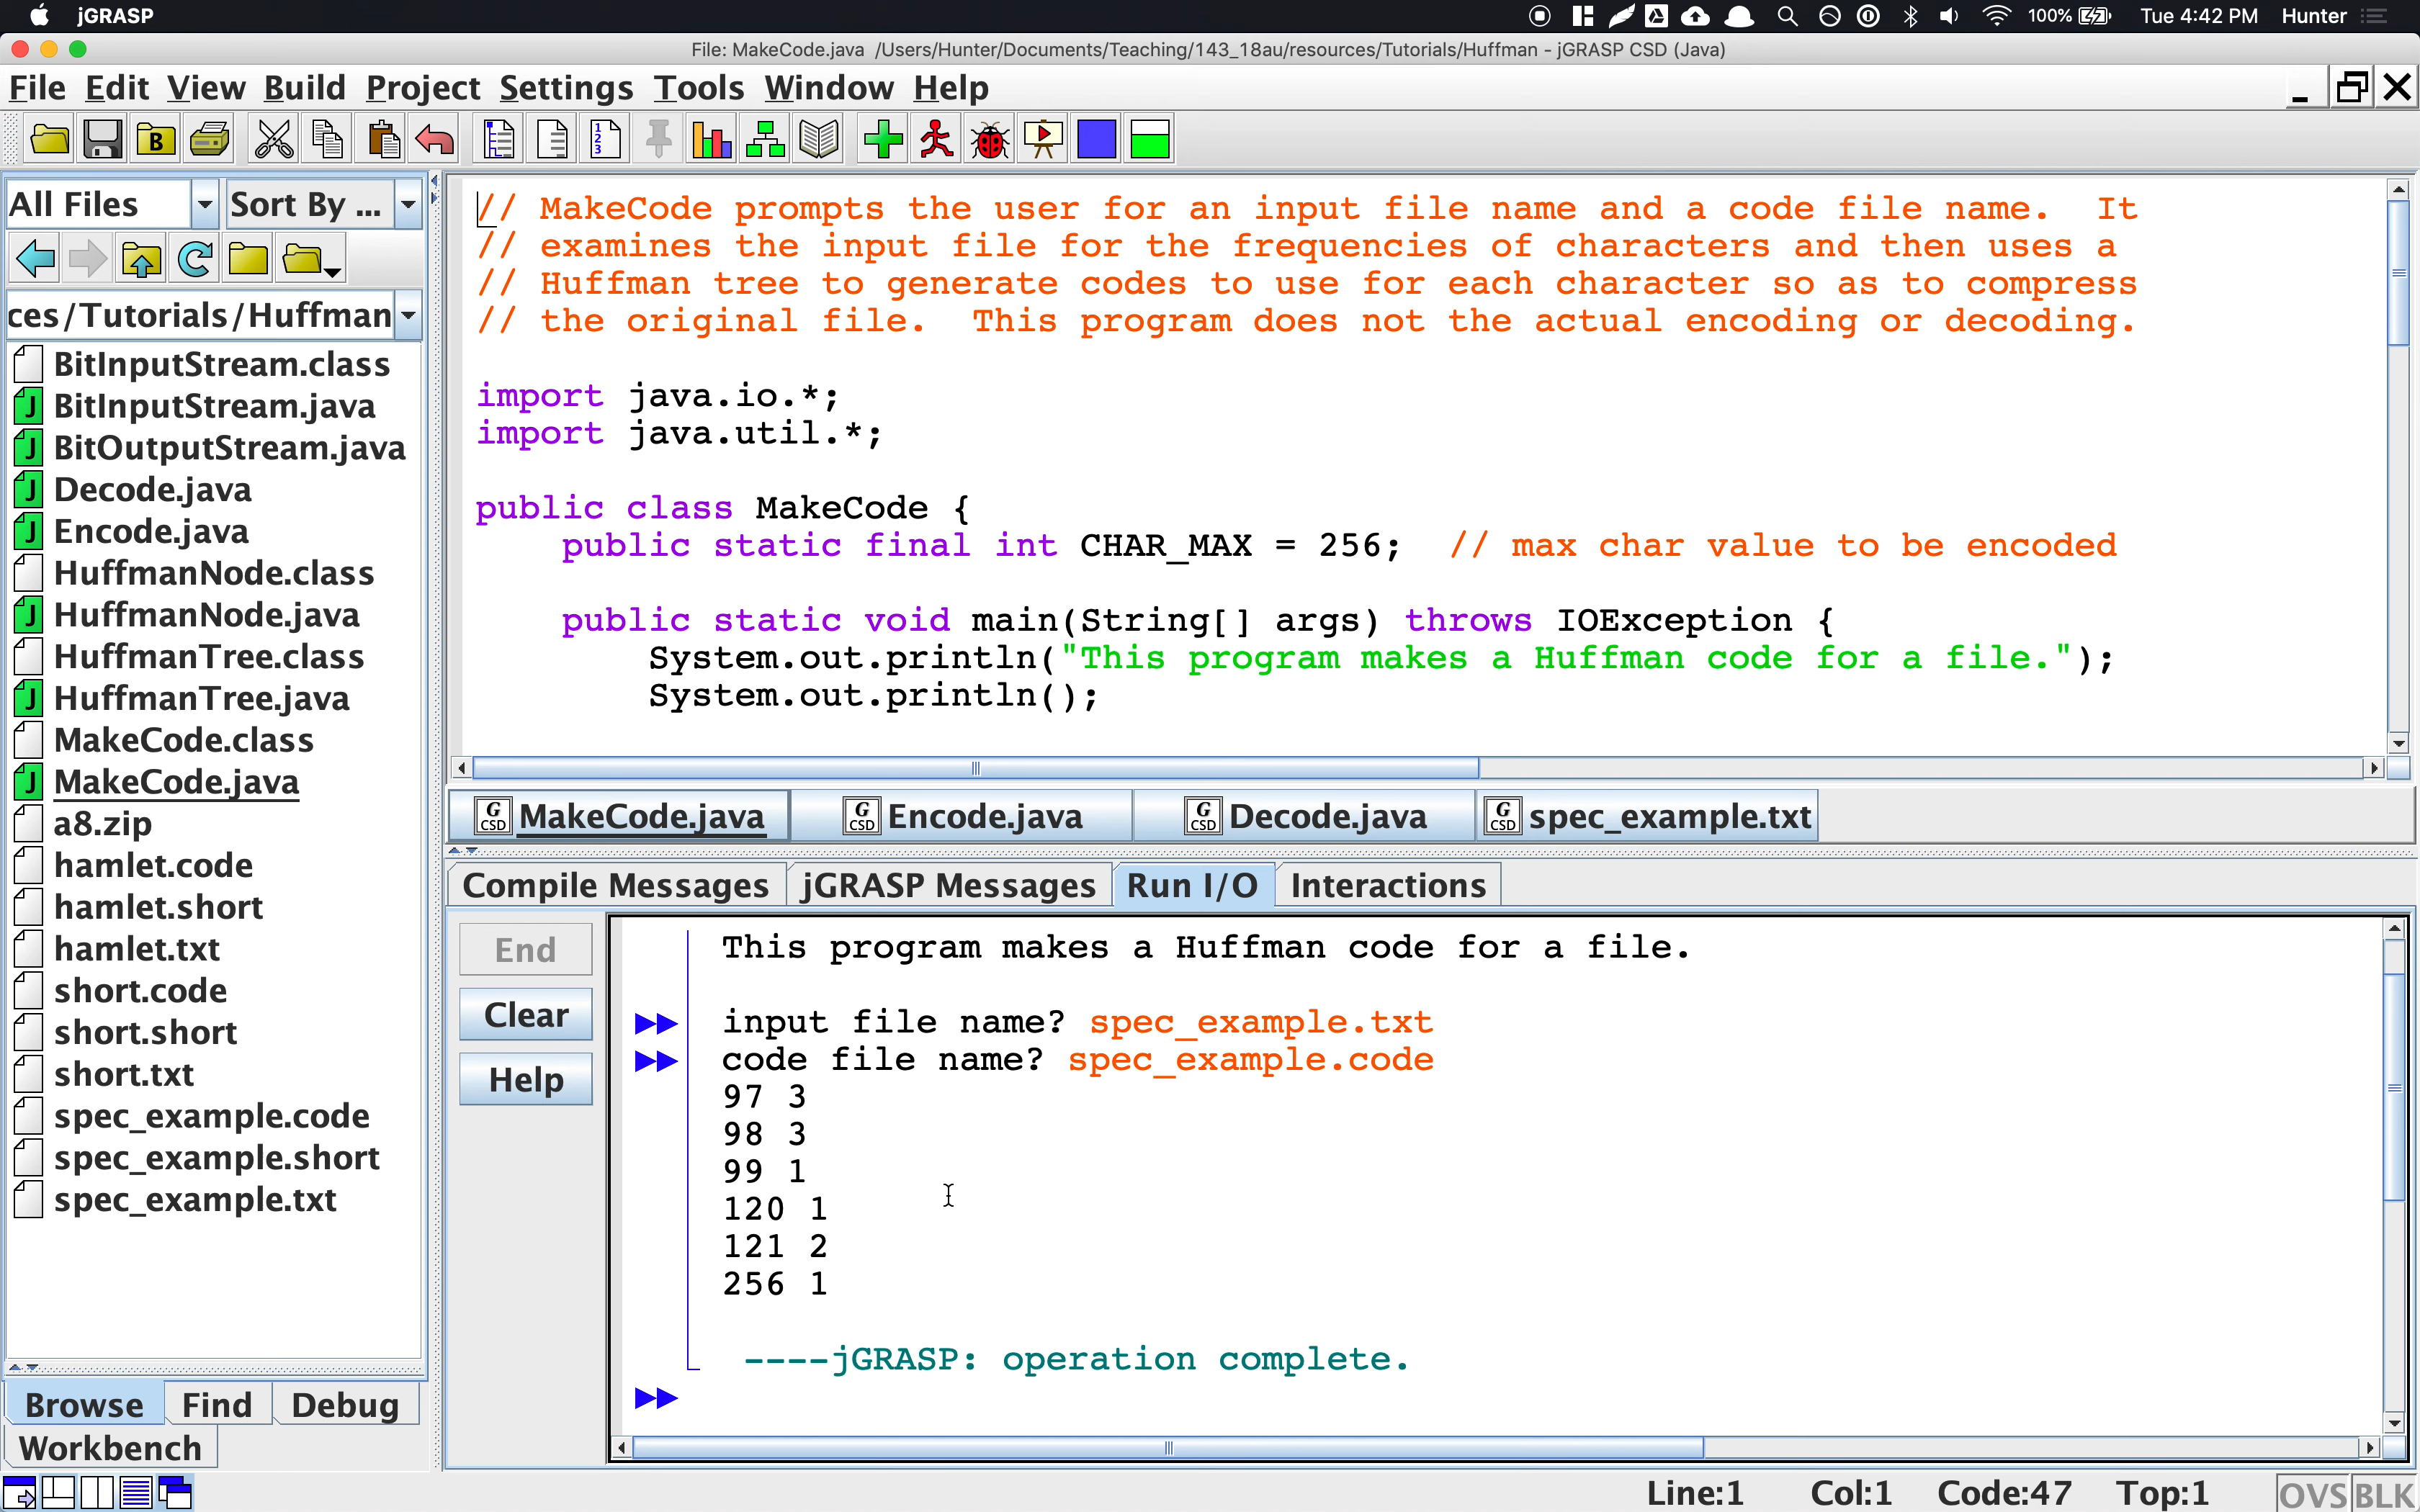 jGRASP
100%
Tue 4:42 PM
Hunter
File: MakeCode.java /Users/Hunter/Documents/Teaching/143_18au/resources/Tutorials/Huffman - jGRASP CSD (Java)
File Edit View Build Project Settings Tools Window Help
B
1
2
3
All Files
Sort By ...
ces/Tutorials/Huffman
BitInputStream.class
BitInputStream.java
BitOutputStream.java
Decode.java
Encode.java
HuffmanNode.class
HuffmanNode.java
HuffmanTree.class
HuffmanTree.java
MakeCode.class
MakeCode.java
a8.zip
hamlet.code
hamlet.short
hamlet.txt
short.code
short.short
short.txt
spec_example.code
spec_example.short
spec_example.txt
Browse Find Debug
Workbench
// MakeCode prompts the user for an input file name and a code file name.  It
// examines the input file for the frequencies of characters and then uses a
// Huffman tree to generate codes to use for each character so as to compress
// the original file.  This program does not the actual encoding or decoding.
import java.io.*;
import java.util.*;
public class MakeCode {
    public static final int CHAR_MAX = 256;  // max char value to be encoded
    public static void main(String[] args) throws IOException {
        System.out.println("This program makes a Huffman code for a file.");
        System.out.println();
G CSD MakeCode.java G CSD Encode.java G CSD Decode.java G CSD spec_example.txt
Compile Messages jGRASP Messages Run I/O Interactions
End
Clear
Help
This program makes a Huffman code for a file.
input file name? spec_example.txt
code file name? spec_example.code
97 3
98 3
99 1
120 1
121 2
256 1
----jGRASP: operation complete.
Line:1 Col:1 Code:47 Top:1 OVS BLK